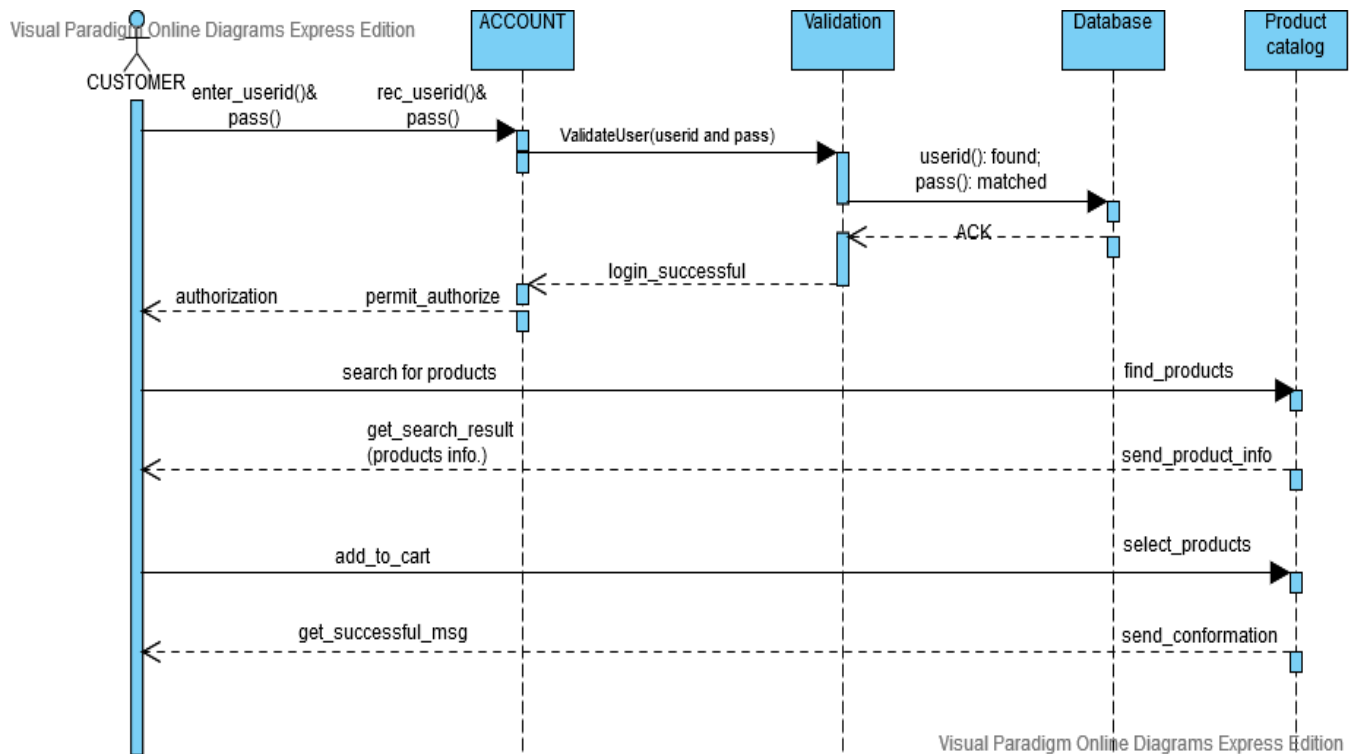 Visual Paradigm Online Diagrams Express Edition
CUSTOMER
ACCOUNT
Validation
Database
Product
catalog
enter_userid()&
pass()
rec_userid()&
pass()
ValidateUser(userid and pass)
userid(): found;
pass(): matched
ACK
login_successful
authorization
permit_authorize
search for products
find_products
get_search_result
(products info.)
send_product_info
add_to_cart
select_products
get_successful_msg
send_conformation
Visual Paradigm Online Diagrams Express Edition